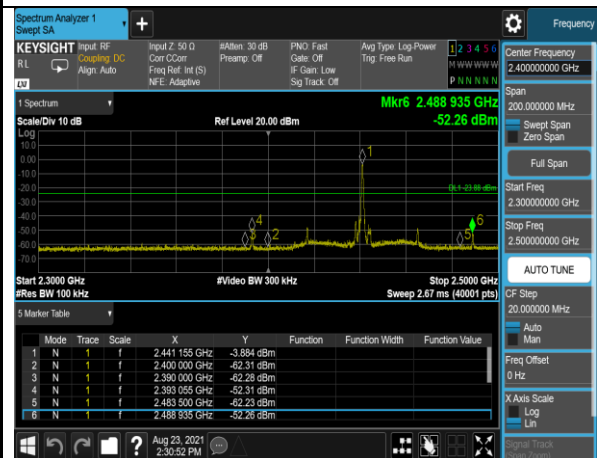 Spectrum Analyzer 1
Swept SA
+
Frequency
KEYSIGHT
RL
LXI
Input: RF
Coupling: DC
Align: Auto
Input Z: 50 Ω
Corr CCorr
Freq Ref: Int (S)
NFE: Adaptive
#Atten: 30 dB
Preamp: Off
PNO: Fast
Gate: Off
IF Gain: Low
Sig Track: Off
Avg Type: Log-Power
Trig: Free Run
1 2 3 4 5 6
M W W W W W
P N N N N N
1 Spectrum
Scale/Div 10 dB
Ref Level 20.00 dBm
Mkr6 2.488 935 GHz
-52.26 dBm
Log
10.0
0.00
-10.0
-20.0
-30.0
-40.0
-50.0
-60.0
-70.0
DL1 -23.88 dBm
1
2
3
4
5
6
Start 2.3000 GHz
#Res BW 100 kHz
#Video BW 300 kHz
Stop 2.5000 GHz
Sweep 2.67 ms (40001 pts)
5 Marker Table
Mode Trace Scale X Y Function Function Width Function Value
1 N 1 f 2.441 155 GHz -3.884 dBm
2 N 1 f 2.400 000 GHz -62.31 dBm
3 N 1 f 2.390 000 GHz -62.28 dBm
4 N 1 f 2.393 055 GHz -52.31 dBm
5 N 1 f 2.483 500 GHz -62.23 dBm
6 N 1 f 2.488 935 GHz -52.26 dBm
Aug 23, 2021
2:30:52 PM
Center Frequency
2.400000000 GHz
Span
200.000000 MHz
Swept Span
Zero Span
Full Span
Start Freq
2.300000000 GHz
Stop Freq
2.500000000 GHz
AUTO TUNE
CF Step
20.000000 MHz
Auto
Man
Freq Offset
0 Hz
X Axis Scale
Log
Lin
Signal Track
(Span Zoom)